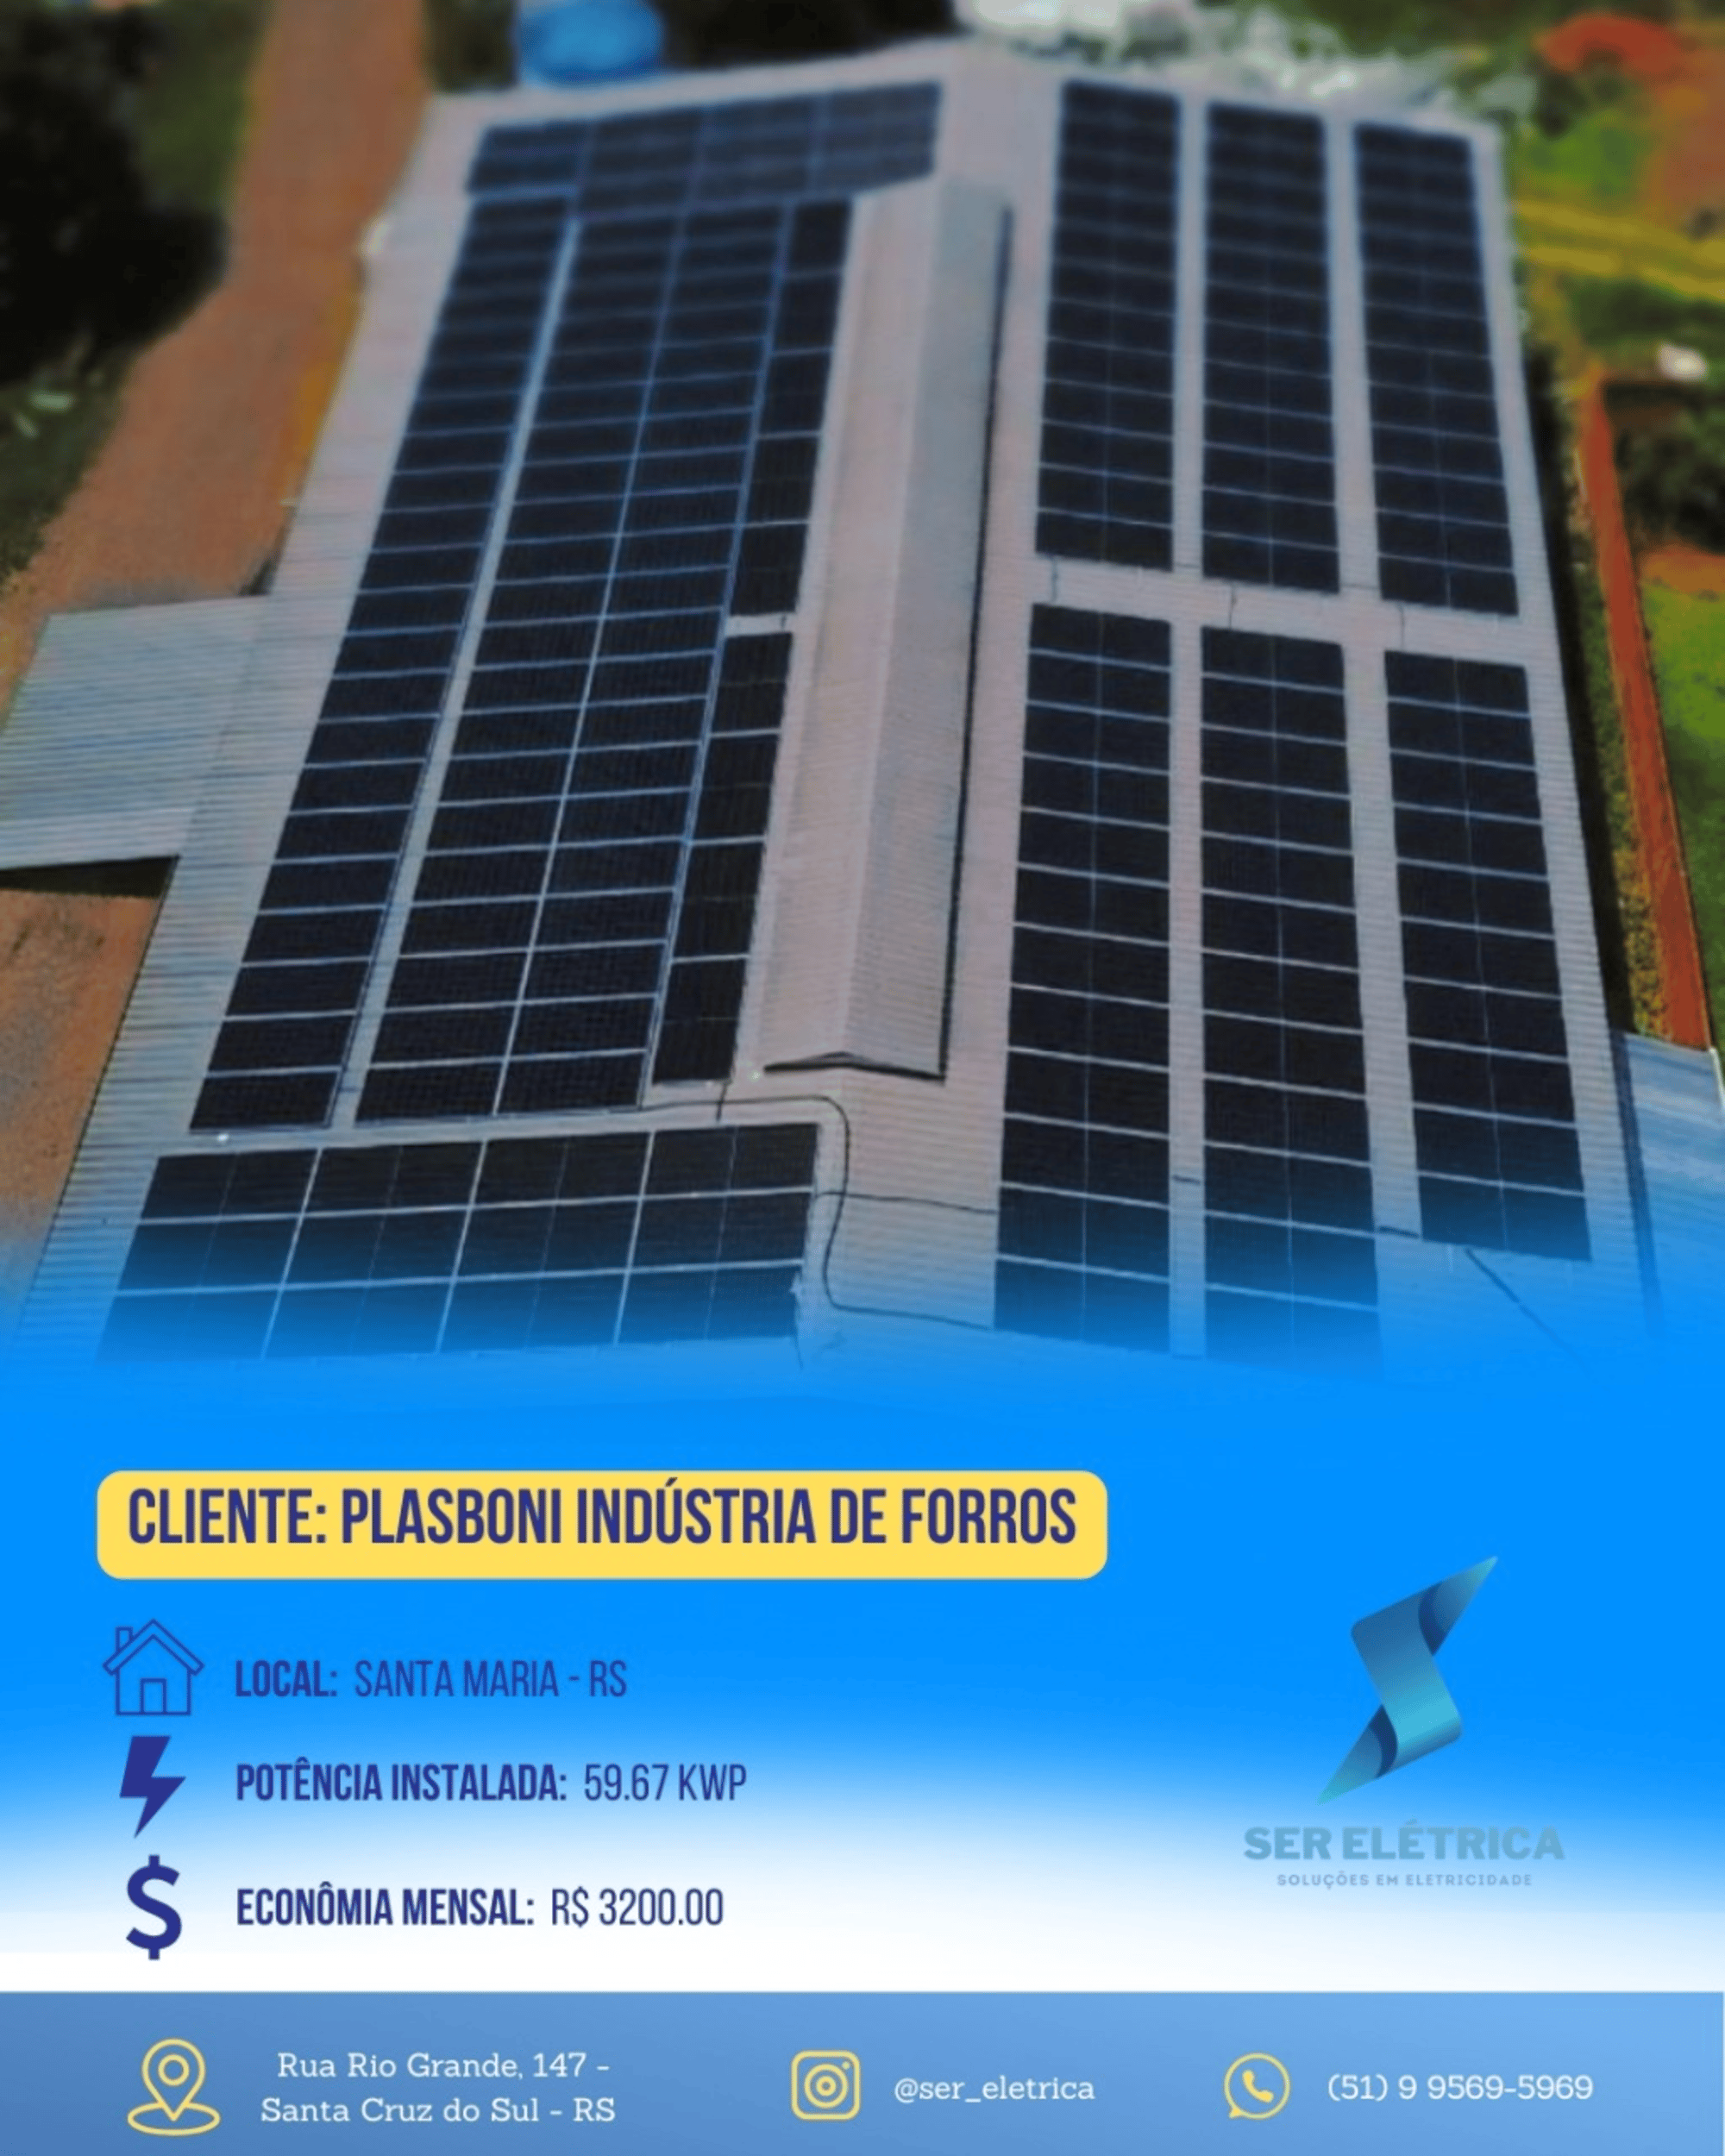 CLIENTE: PLASBONI INDÚSTRIA DE FORROS
LOCAL: SANTA MARIA - RS
POTÊNCIA INSTALADA: 59.67 KWP
ECONÔMIA MENSAL: R$ 3200.00
SER ELÉTRICA
SOLUÇÕES EM ELETRICIDADE
Rua Rio Grande, 147 -
Santa Cruz do Sul - RS
@ser_eletrica
(51) 9 9569-5969